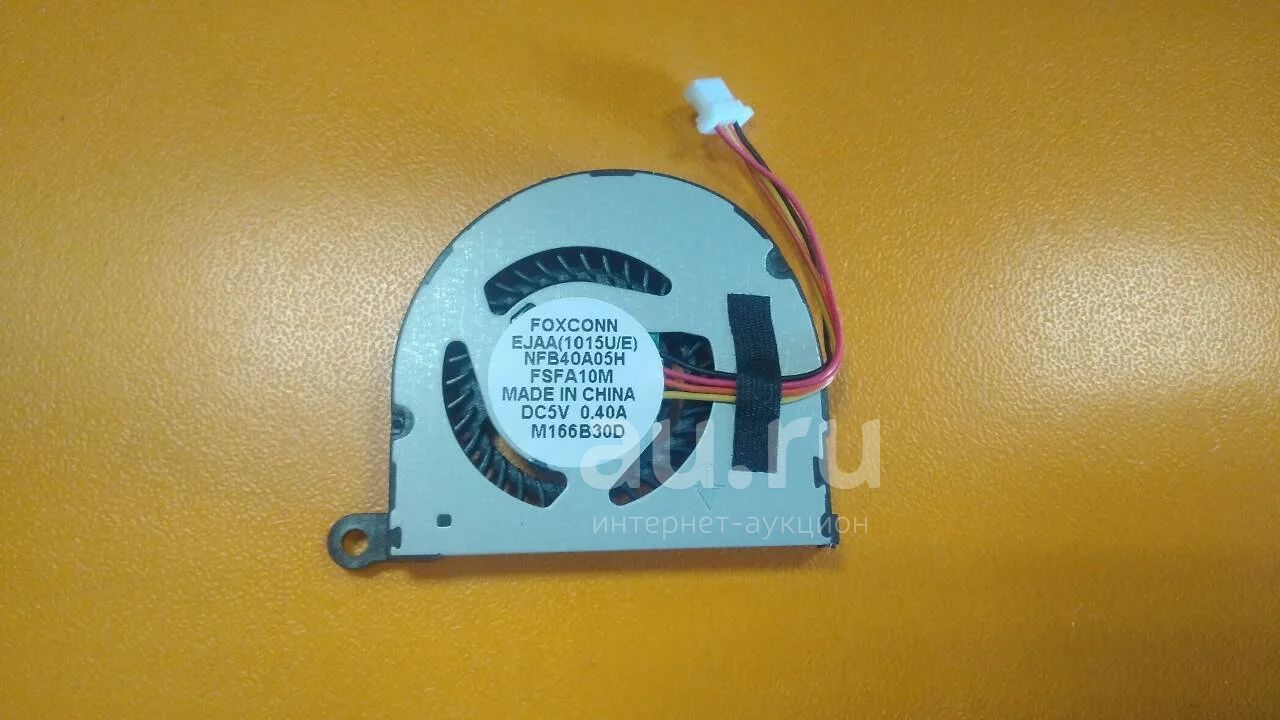 FOXCONN
EJAA(1015U/E)
NFB40A05H
FSFA10M
MADE IN CHINA
DC5V 0.40A
M166B30D
au.ru
интернет-аукцион